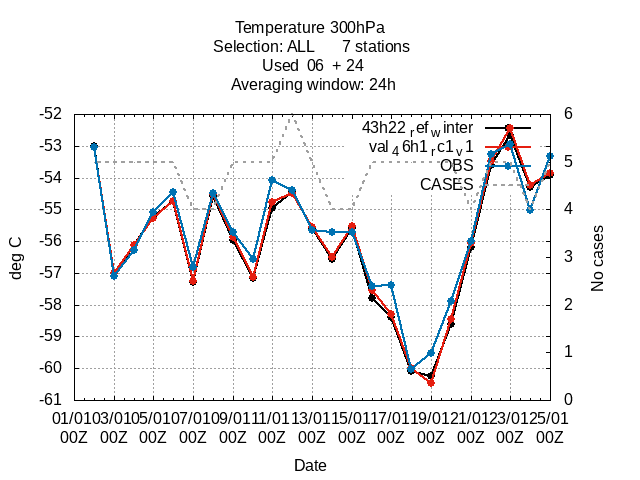 Temperature 300hPa
Selection: ALL 7 stations
Used 06 + 24
Averaging window: 24h
-52
-53
-54
-55
-56
-57
-58
-59
-60
-61
deg C
6
5
4
3
2
1
0
No cases
43h22refwinter
val46h1rc1v1
OBS
CASES
01/01 03/01 05/01 07/01 09/01 11/01 13/01 15/01 17/01 19/01 21/01 23/01 25/01
00Z 00Z 00Z 00Z 00Z 00Z 00Z 00Z 00Z 00Z 00Z 00Z 00Z
Date